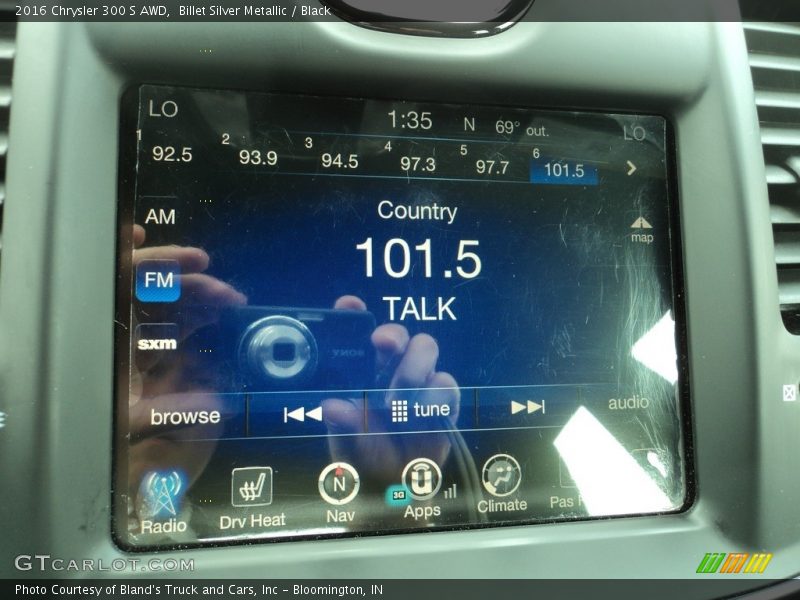 2016 Chrysler 300 S AWD, Billet Silver Metallic / Black
LO 1:35 N 69° out. LO
1 92.5 2 93.9 3 94.5 4 97.3 5 97.7 6 101.5
AM
Country
map
101.5
FM
TALK
sxm
SONY
browse tune audio
N
3G
Radio Drv Heat Nav Apps Climate Pas
GTCARLOT.COM
Photo Courtesy of Bland's Truck and Cars, Inc - Bloomington, IN